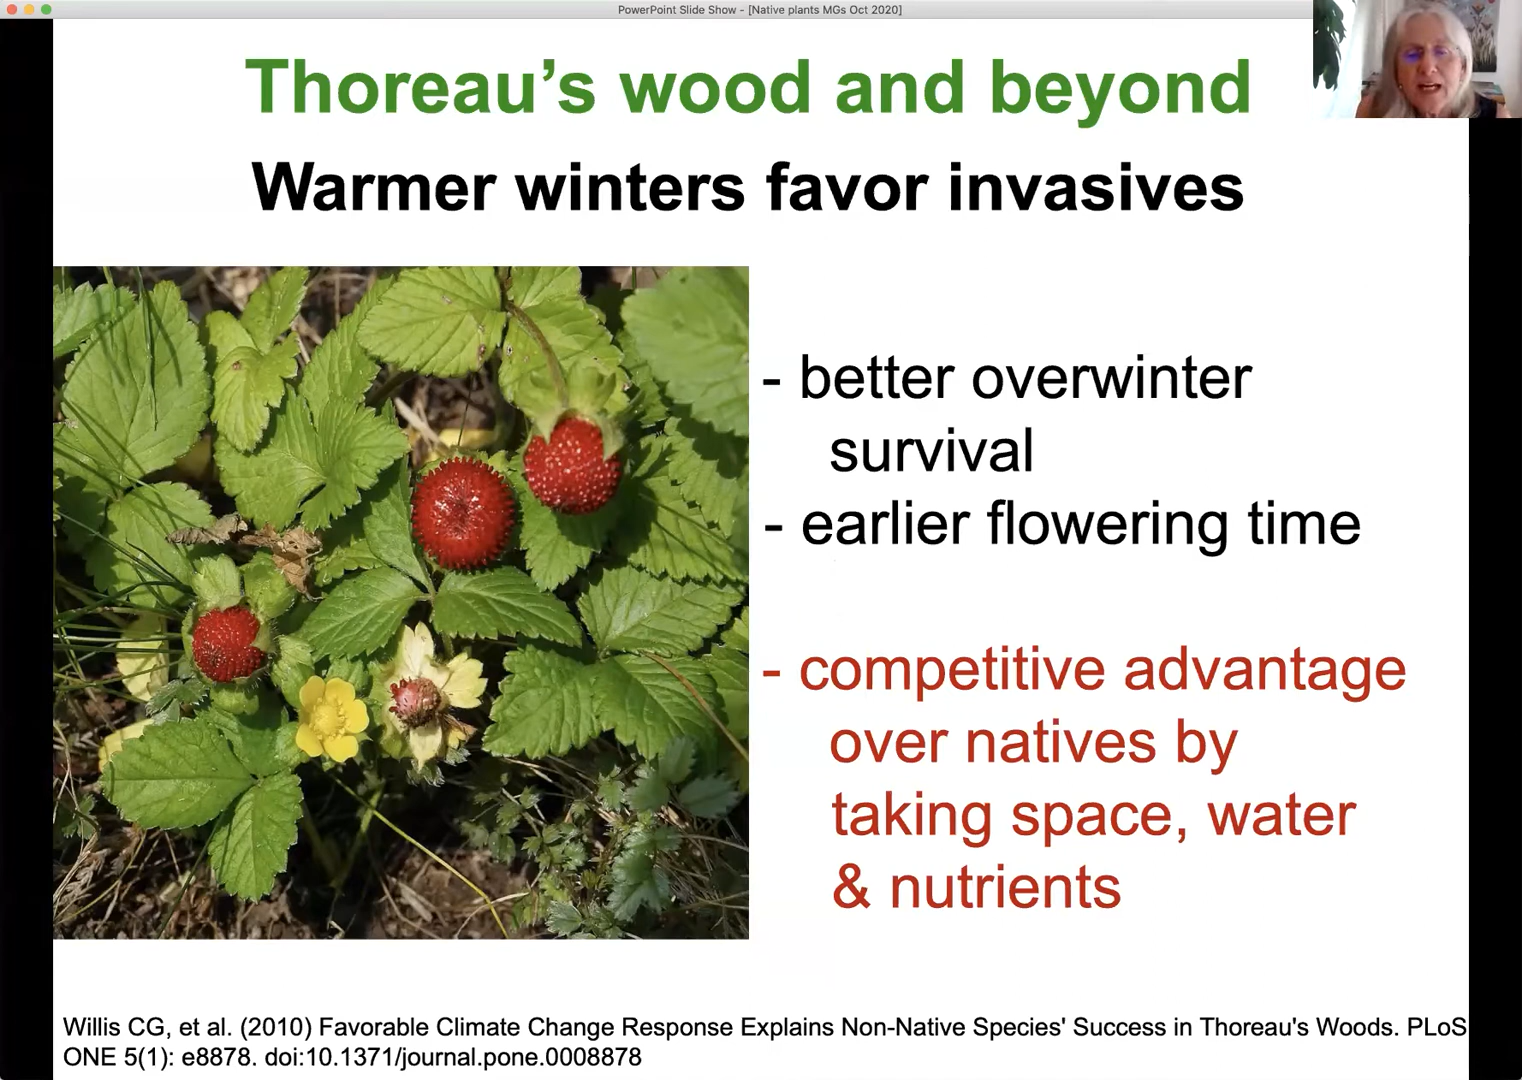 PowerPoint Slide Show - [Native plants MGs Oct 2020]
Thoreau’s wood and beyond
Warmer winters favor invasives
- better overwinter
survival
- earlier flowering time
- competitive advantage
over natives by
taking space, water
& nutrients
Willis CG, et al. (2010) Favorable Climate Change Response Explains Non-Native Species' Success in Thoreau's Woods. PLoS
ONE 5(1): e8878. doi:10.1371/journal.pone.0008878